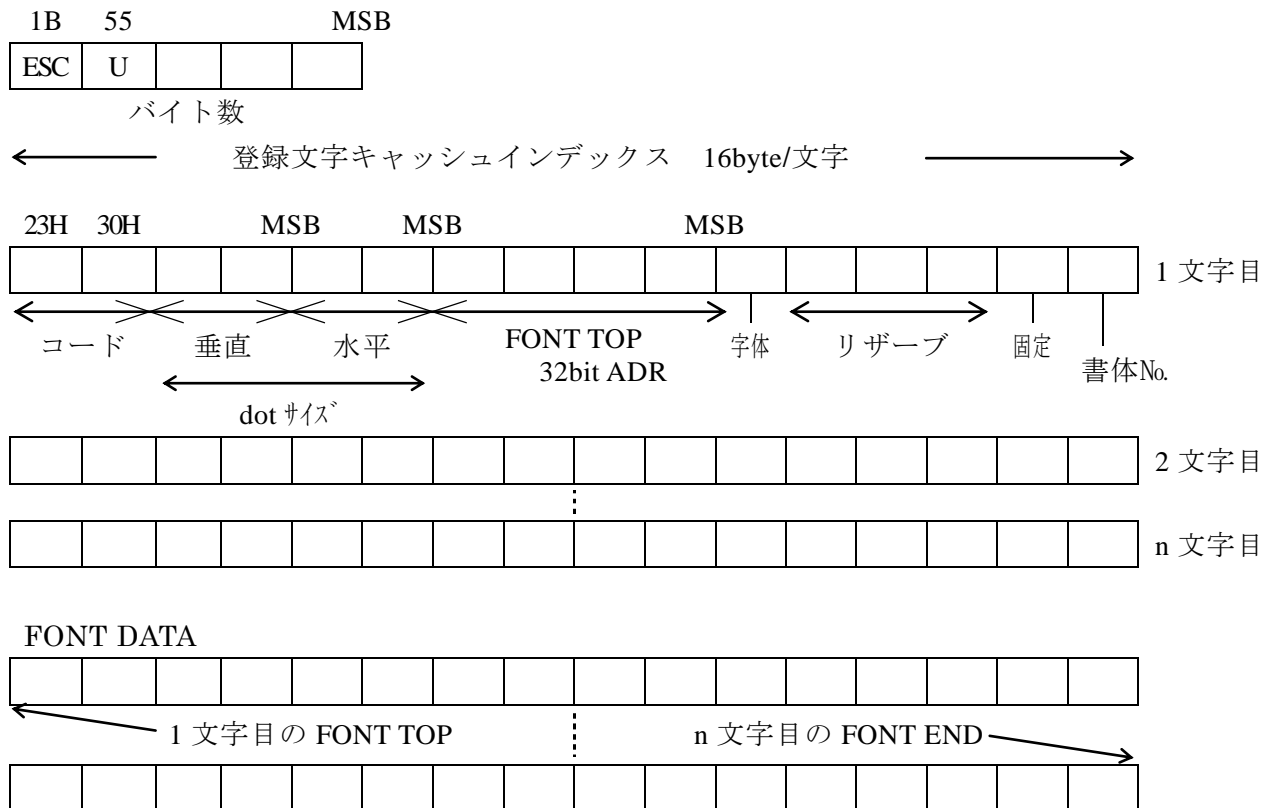 1B 55 MSB
ESC U
バイト数
登録文字キャッシュインデックス 16byte/文字
23H 30H MSB MSB MSB
1 文字目
コード 垂直 水平 FONT TOP 字体 リザーブ 固定 書体№
32bit ADR
dot ｻｲｽﾞ
2 文字目
n 文字目
FONT DATA
1 文字目の FONT TOP n 文字目の FONT END